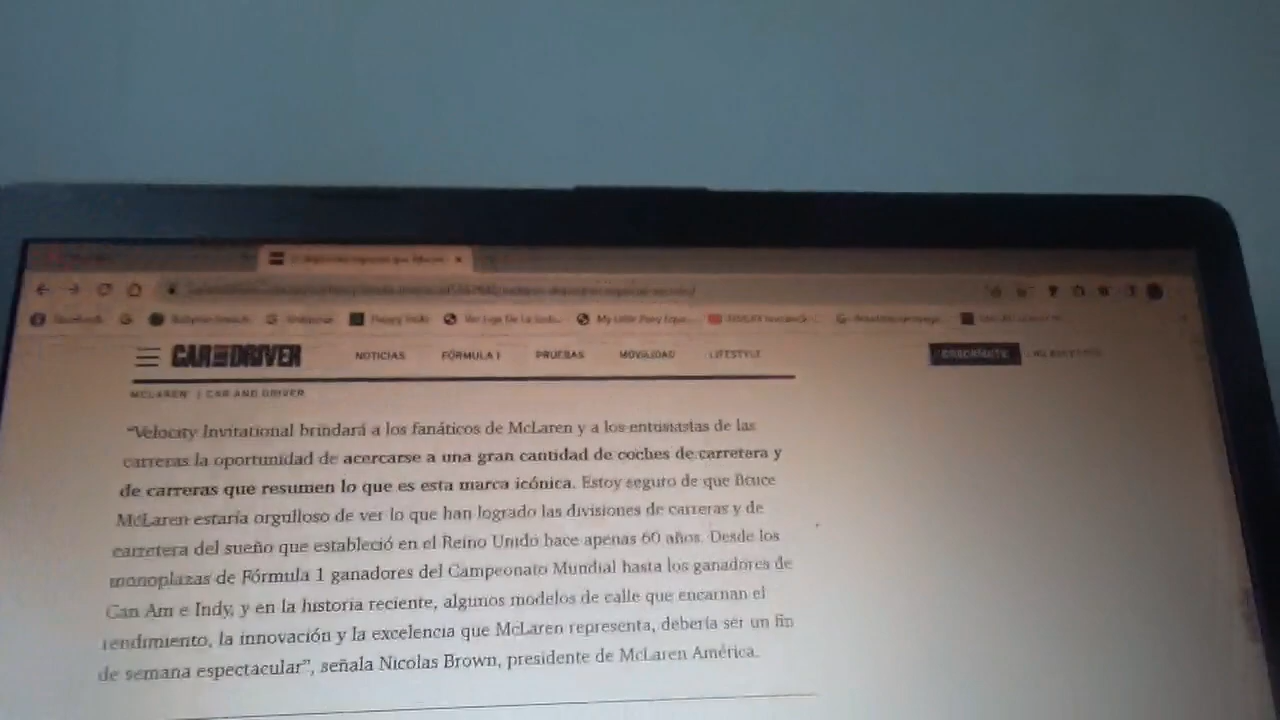 Facebook
My Little Pony Eque...
CAR AND DRIVER
NOTICIAS FÓRMULA 1 PRUEBAS MOVILIDAD LIFESTYLE
MCLAREN | CAR AND DRIVER
“Velocity Invitational brindará a los fanáticos de McLaren y a los entusiastas de las
carreras la oportunidad de acercarse a una gran cantidad de coches de carretera y
de carreras que resumen lo que es esta marca icónica. Estoy seguro de que Bruce
McLaren estaría orgulloso de ver lo que han logrado las divisiones de carreras y de
carretera del sueño que estableció en el Reino Unido hace apenas 60 años. Desde los
monoplazas de Fórmula 1 ganadores del Campeonato Mundial hasta los ganadores de
Can Am e Indy, y en la historia reciente, algunos modelos de calle que encarnan el
rendimiento, la innovación y la excelencia que McLaren representa, debería ser un fin
de semana espectacular”, señala Nicolas Brown, presidente de McLaren América.